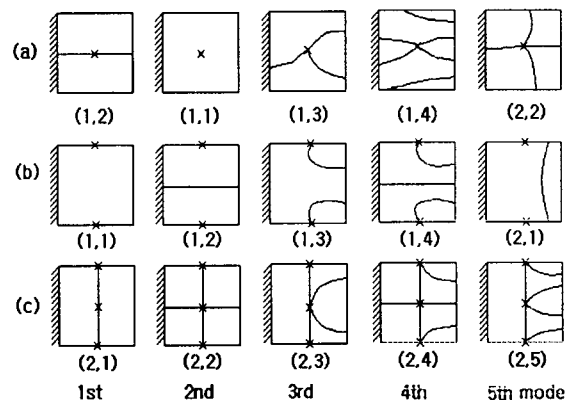 (a)
(1,2) (1,1) (1,3) (1,4) (2,2)
(b)
(1,1) (1,2) (1,3) (1,4) (2,1)
(c)
(2,1) (2,2) (2,3) (2,4) (2,5)
1st 2nd 3rd 4th 5th mode